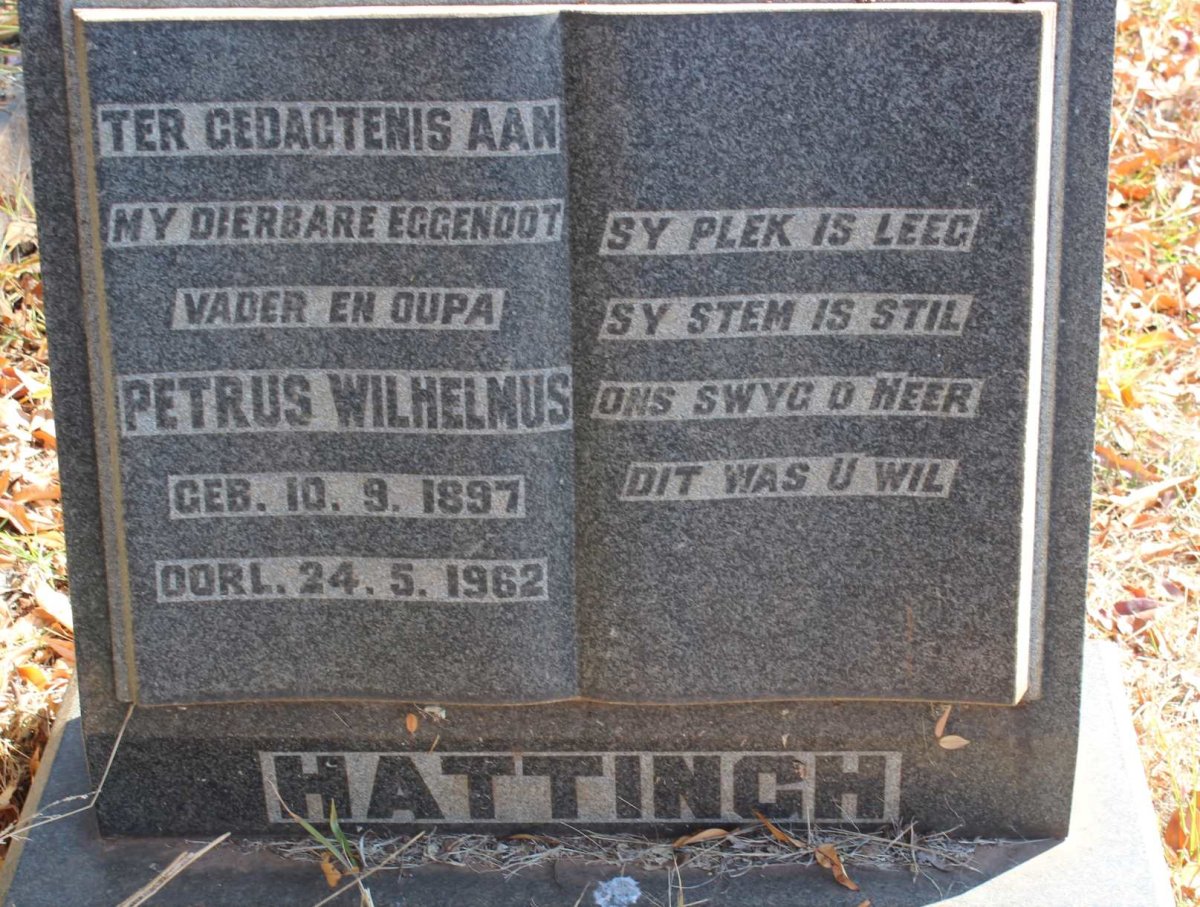 TER GEDACTENIS AAN
MY DIERBARE EGGENOOT
VADER EN OUPA
PETRUS WILHELMUS
GEB. 10. 9. 1897
OORL. 24. 5. 1962
SY PLEK IS LEEG
SY STEM IS STIL
ONS SWYG O HEER
DIT WAS U WIL
HATTINGH